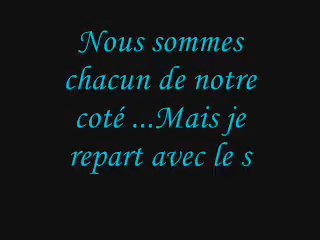 Nous sommes
chacun de notre
coté ...Mais je
repart avec le s